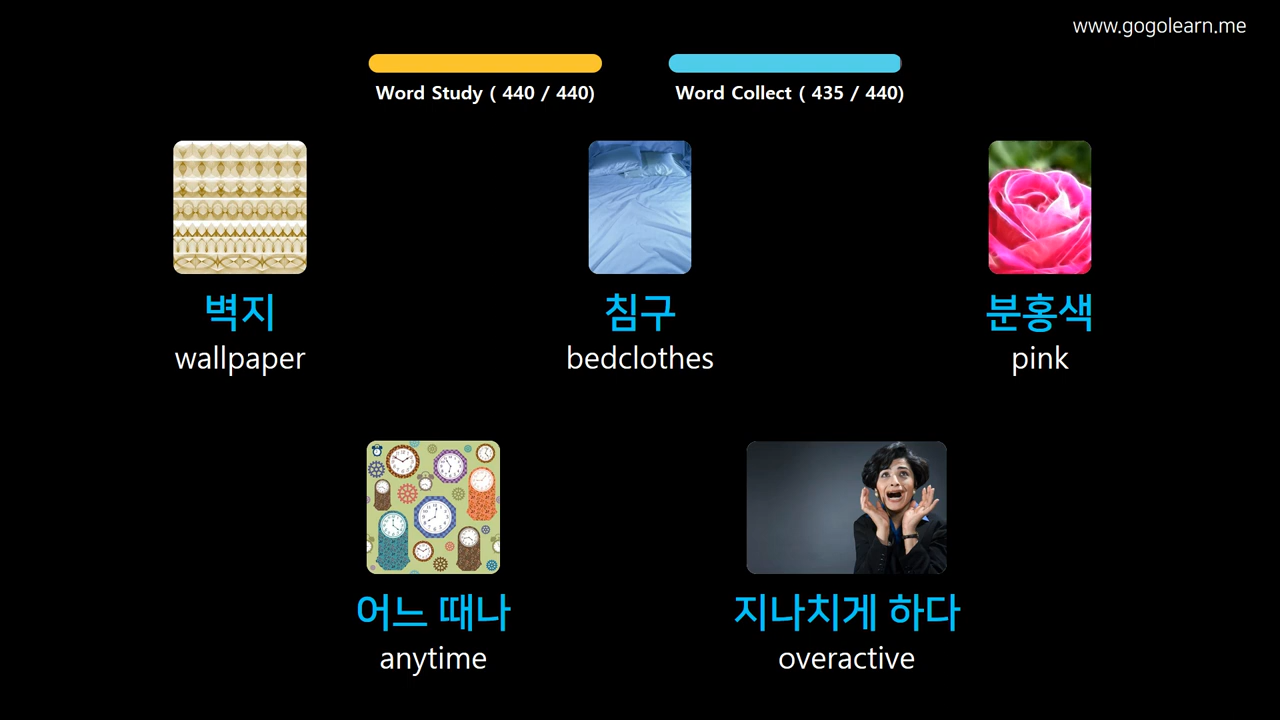 www.gogolearn.me
Word Study ( 440 / 440)
Word Collect ( 435 / 440)
벽지
wallpaper
침구
bedclothes
분홍색
pink
어느 때나
anytime
지나치게 하다
overactive